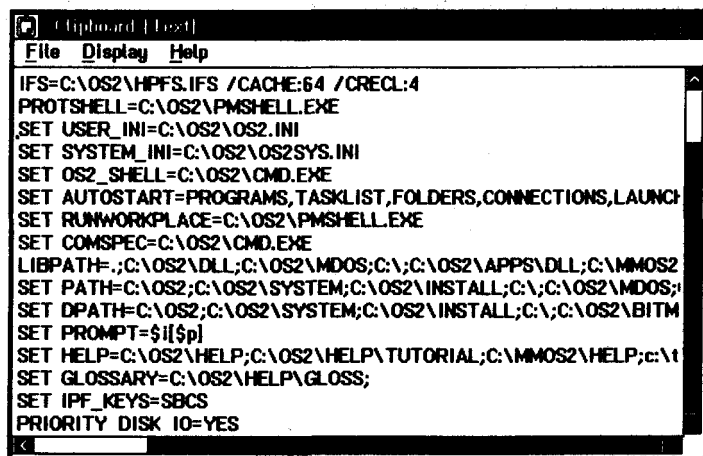 Clipboard [Text]
File Display Help
IFS=C:\OS2\HPFS.IFS /CACHE:64 /CRECL:4
PROTSHELL=C:\OS2\PMSHELL.EXE
SET USER_INI=C:\OS2\OS2.INI
SET SYSTEM_INI=C:\OS2\OS2SYS.INI
SET OS2_SHELL=C:\OS2\CMD.EXE
SET AUTOSTART=PROGRAMS,TASKLIST,FOLDERS,CONNECTIONS,LAUNCH
SET RUNWORKPLACE=C:\OS2\PMSHELL.EXE
SET COMSPEC=C:\OS2\CMD.EXE
LIBPATH=.;C:\OS2\DLL;C:\OS2\MDOS;C:\;C:\OS2\APPS\DLL;C:\MMOS2
SET PATH=C:\OS2;C:\OS2\SYSTEM;C:\OS2\INSTALL;C:\;C:\OS2\MDOS;
SET DPATH=C:\OS2;C:\OS2\SYSTEM;C:\OS2\INSTALL;C:\;C:\OS2\BITM
SET PROMPT=$i[$p]
SET HELP=C:\OS2\HELP;C:\OS2\HELP\TUTORIAL;C:\MMOS2\HELP;c:\t
SET GLOSSARY=C:\OS2\HELP\GLOSS;
SET IPF_KEYS=SBCS
PRIORITY_DISK_IO=YES